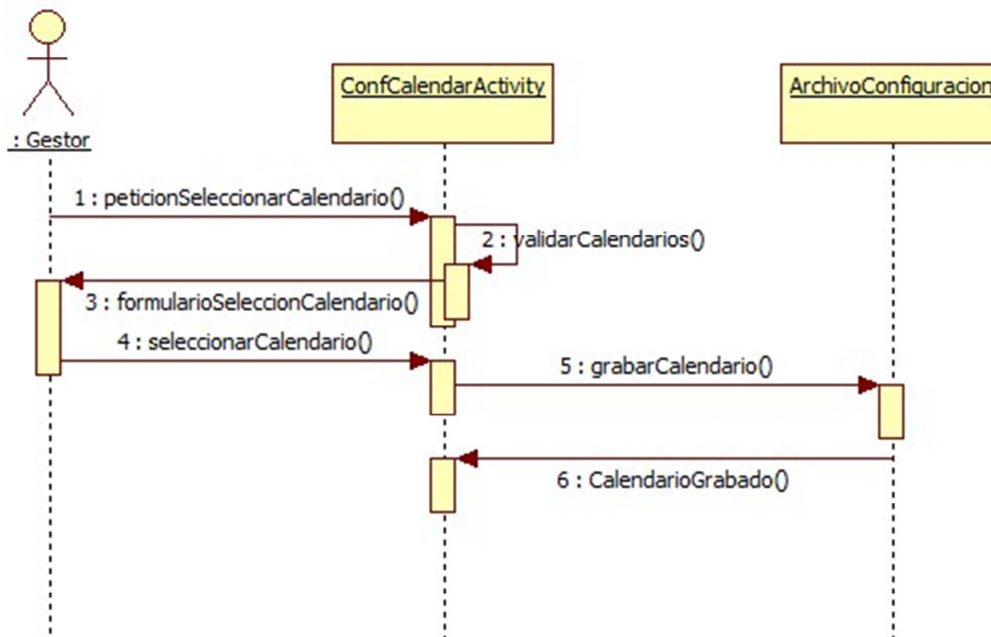 : Gestor
ConfCalendarActivity
ArchivoConfiguracion
1 : peticionSeleccionarCalendario()
2 : validarCalendarios()
3 : formularioSeleccionCalendario()
4 : seleccionarCalendario()
5 : grabarCalendario()
6 : CalendarioGrabado()